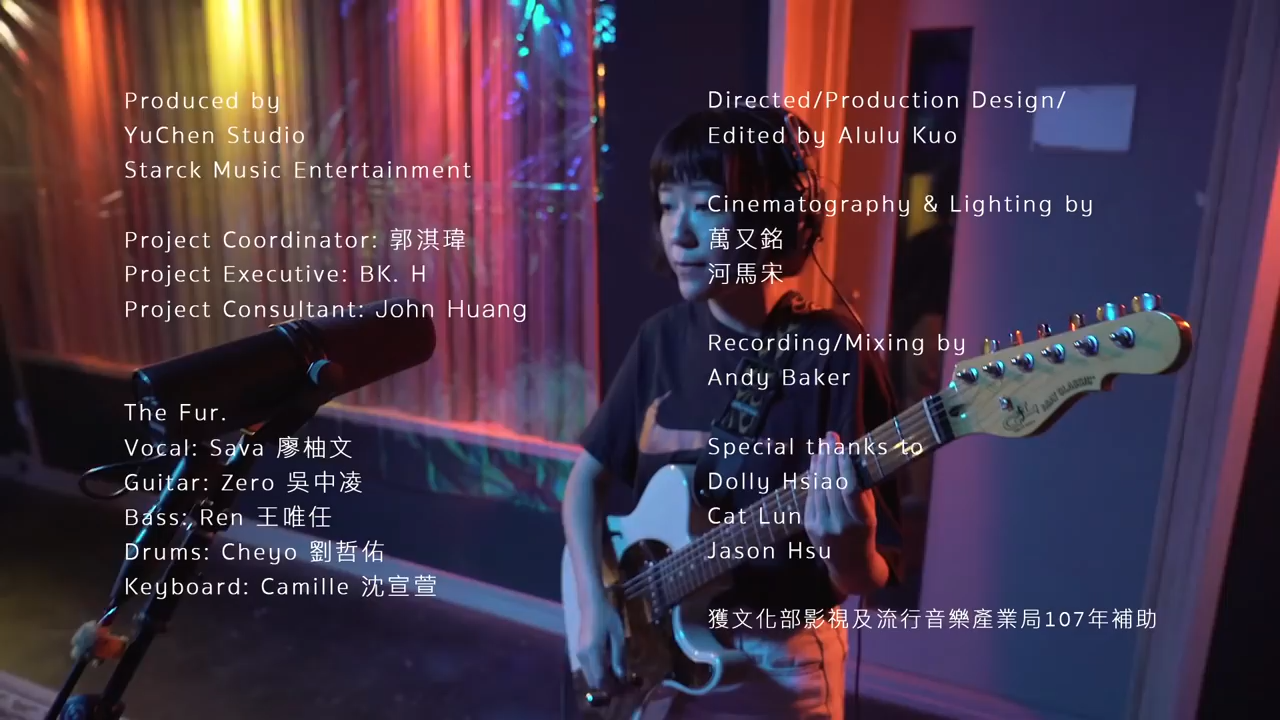 Produced by
YuChen Studio
Starck Music Entertainment
Project Coordinator: 郭淇瑋
Project Executive: BK. H
Project Consultant: John Huang
The Fur.
Vocal: Sava 廖柚文
Guitar: Zero 吳中凌
Bass: Ren 王唯任
Drums: Cheyo 劉哲佑
Keyboard: Camille 沈宣萱
Directed/Production Design/
Edited by Alulu Kuo
Cinematography & Lighting by
萬又銘
河馬宋
Recording/Mixing by
Andy Baker
Special thanks to
Dolly Hsiao
Cat Lun
Jason Hsu
獲文化部影視及流行音樂產業局107年補助